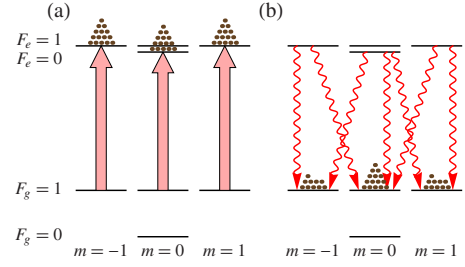 (a) (b)
F_e = 1
F_e = 0
F_g = 1
F_g = 0
m = −1 m = 0 m = 1 m = −1 m = 0 m = 1